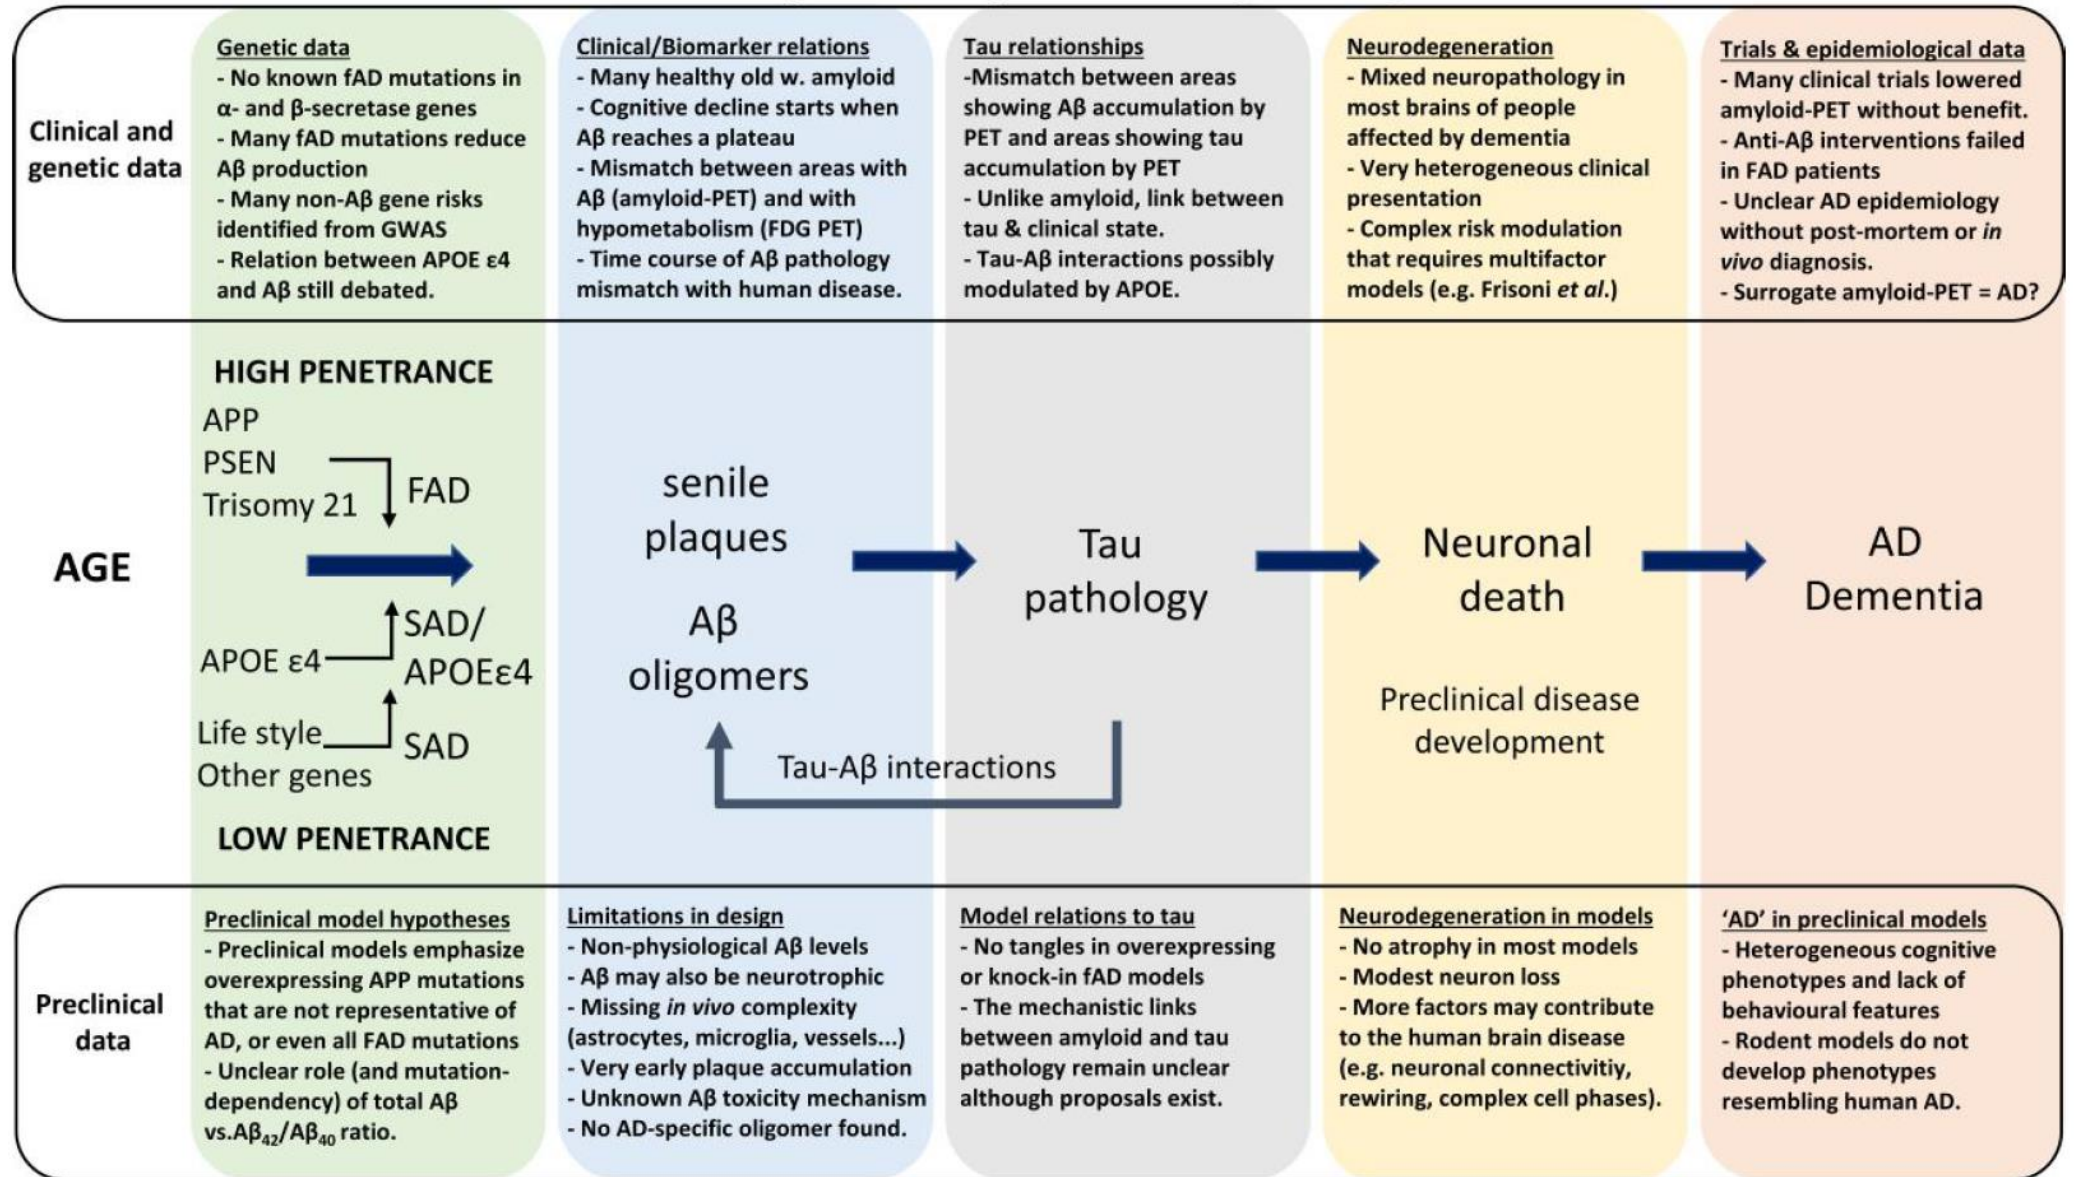 Clinical and
genetic data
Genetic data
- No known fAD mutations in
α- and β-secretase genes
- Many fAD mutations reduce
Aβ production
- Many non-Aβ gene risks
identified from GWAS
- Relation between APOE ε4
and Aβ still debated.
Clinical/Biomarker relations
- Many healthy old w. amyloid
- Cognitive decline starts when
Aβ reaches a plateau
- Mismatch between areas with
Aβ (amyloid-PET) and with
hypometabolism (FDG PET)
- Time course of Aβ pathology
mismatch with human disease.
Tau relationships
-Mismatch between areas
showing Aβ accumulation by
PET and areas showing tau
accumulation by PET
- Unlike amyloid, link between
tau & clinical state.
- Tau-Aβ interactions possibly
modulated by APOE.
Neurodegeneration
- Mixed neuropathology in
most brains of people
affected by dementia
- Very heterogeneous clinical
presentation
- Complex risk modulation
that requires multifactor
models (e.g. Frisoni et al.)
Trials & epidemiological data
- Many clinical trials lowered
amyloid-PET without benefit.
- Anti-Aβ interventions failed
in FAD patients
- Unclear AD epidemiology
without post-mortem or in
vivo diagnosis.
- Surrogate amyloid-PET = AD?
HIGH PENETRANCE
APP
PSEN
Trisomy 21
FAD
AGE
SAD/
APOEε4
APOE ε4
Life style
Other genes
SAD
LOW PENETRANCE
senile
plaques
Aβ
oligomers
Tau-Aβ interactions
Tau
pathology
Neuronal
death
Preclinical disease
development
AD
Dementia
Preclinical
data
Preclinical model hypotheses
- Preclinical models emphasize
overexpressing APP mutations
that are not representative of
AD, or even all FAD mutations
- Unclear role (and mutation-
dependency) of total Aβ
vs.Aβ42/Aβ40 ratio.
Limitations in design
- Non-physiological Aβ levels
- Aβ may also be neurotrophic
- Missing in vivo complexity
(astrocytes, microglia, vessels...)
- Very early plaque accumulation
- Unknown Aβ toxicity mechanism
- No AD-specific oligomer found.
Model relations to tau
- No tangles in overexpressing
or knock-in fAD models
- The mechanistic links
between amyloid and tau
pathology remain unclear
although proposals exist.
Neurodegeneration in models
- No atrophy in most models
- Modest neuron loss
- More factors may contribute
to the human brain disease
(e.g. neuronal connectivitiy,
rewiring, complex cell phases).
‘AD’ in preclinical models
- Heterogeneous cognitive
phenotypes and lack of
behavioural features
- Rodent models do not
develop phenotypes
resembling human AD.